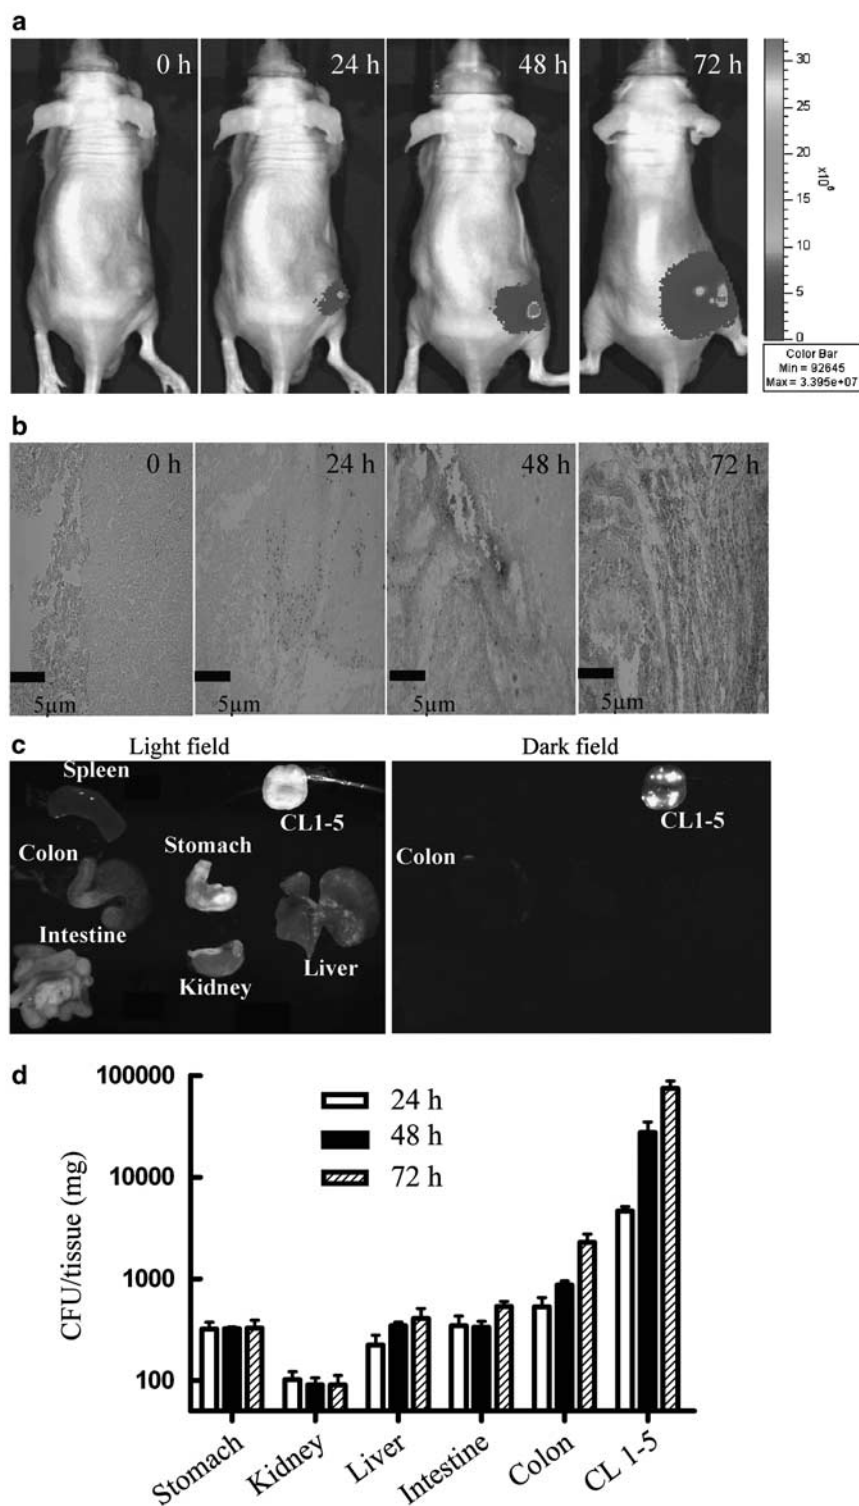 a
0 h
24 h
48 h
72 h
30
20
15
10
5
0
x10⁶
Color Bar
Min = 92645
Max = 3.395e+07
b
0 h
24 h
48 h
72 h
5µm
5µm
5µm
5µm
c
Light field
Dark field
Spleen
CL1-5
Colon
Stomach
Intestine
Kidney
Liver
CL1-5
Colon
d
CFU/tissue (mg)
100000
10000
1000
100
24 h
48 h
72 h
Stomach
Kidney
Liver
Intestine
Colon
CL 1-5